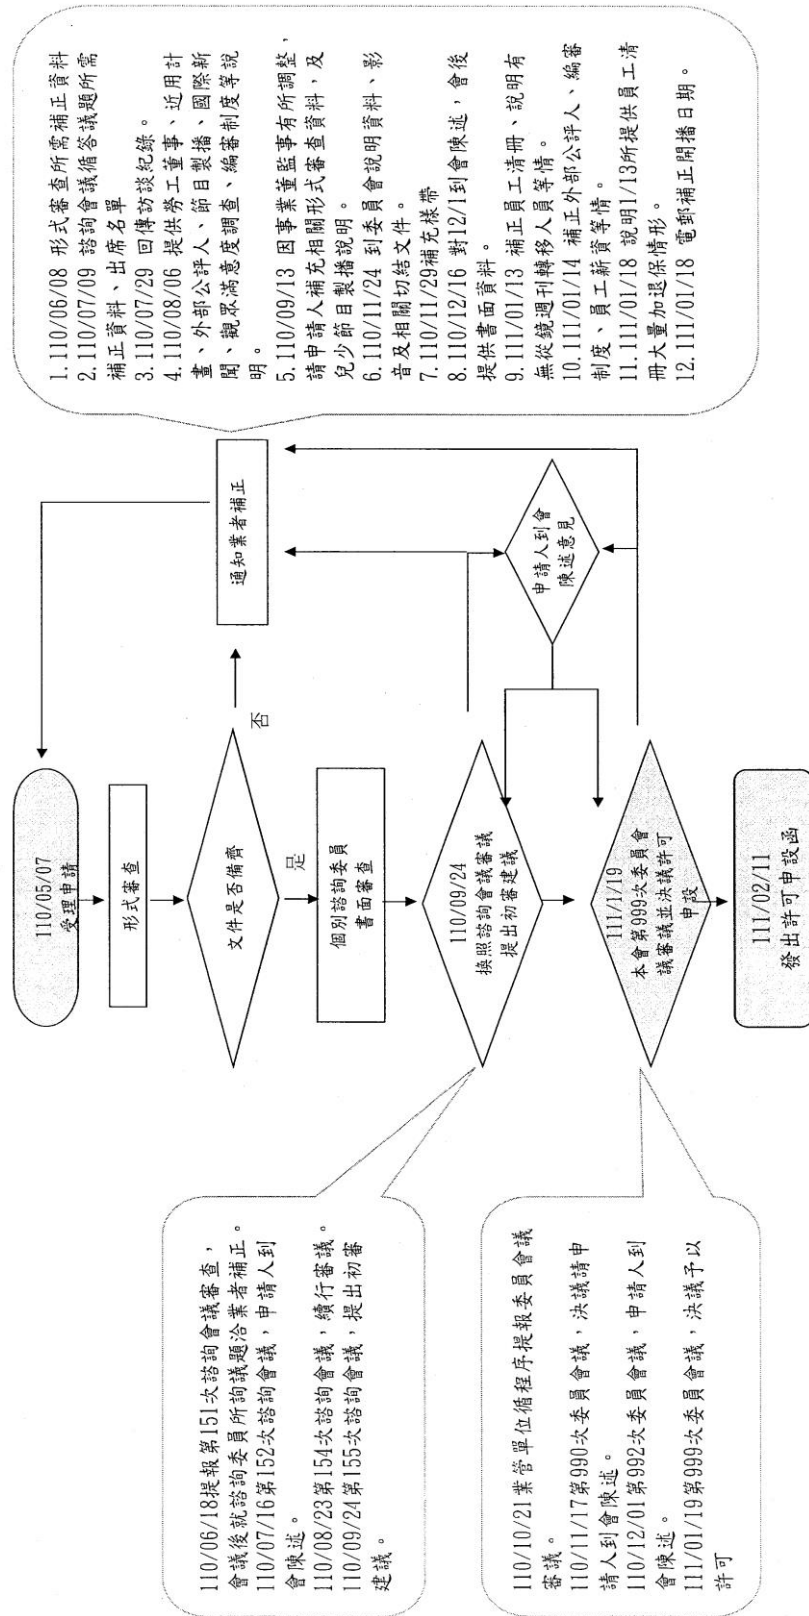 110/05/07
受理申請
形式審查
文件是否備齊
否
是
通知業者補正
個別諮詢委員
書面審查
110/09/24
換照諮詢會議審議
提出初審建議
申請人到會
陳述意見
111/1/19
本會第999次委員會
議審議並決議許可
申設
111/02/11
發出許可申設函
110/06/18提報第151次諮詢會議審查，
會議後就諮詢委員所詢議題洽業者補正。
110/07/16第152次諮詢會議，申請人到
會陳述。
110/08/23第154次諮詢會議，續行審議。
110/09/24第155次諮詢會議，提出初審
建議。
110/10/21業管單位循程序提報委員會議
審議。
110/11/17第990次委員會議，決議請申
請人到會陳述。
110/12/01第992次委員會議，申請人到
會陳述。
111/01/19第999次委員會議，決議予以
許可
1.110/06/08 形式審查所需補正資料
2.110/07/09 諮詢會議循答議題所需
補正資料、出席名單
3.110/07/29 回傳訪談紀錄。
4.110/08/06 提供勞工董事、近用計
畫、外部公評人、節目製播、國際新
聞、觀眾滿意度調查、編審制度等說
明。
5.110/09/13 因事業董監事有所調整，
請申請人補充相關形式審查資料，及
兒少節目製播說明。
6.110/11/24 到委員會說明資料、影
音及相關切結文件。
7.110/11/29補充樣帶
8.110/12/16 對12/1到會陳述，會後
提供書面資料。
9.111/01/13 補正員工清冊、說明有
無從鏡週刊轉移人員等情。
10.111/01/14 補正外部公評人、編審
制度、員工薪資等情。
11.111/01/18 說明1/13所提供員工清
冊大量加退保情形。
12.111/01/18 電郵補正開播日期。